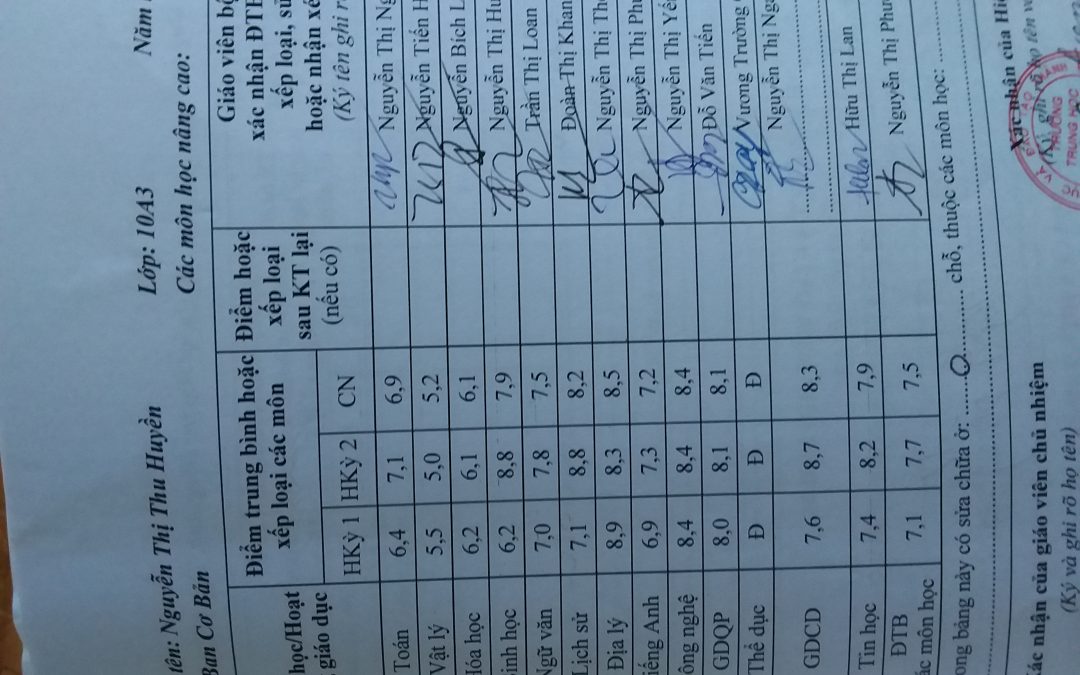 tên: Nguyễn Thị Thu Huyền Lớp: 10A3 Năm
Ban Cơ Bản Các môn học nâng cao:
học/Hoạt giáo dục
Điểm trung bình hoặc xếp loại các môn
Điểm hoặc xếp loại sau KT lại (nếu có)
Giáo viên bộ
xác nhận ĐTB
xếp loại, sử
hoặc nhận xé
(Ký tên ghi rõ
HKỳ 1 HKỳ 2 CN
Toán 6,4 7,1 6,9 Nguyễn Thị Ng
Vật lý 5,5 5,0 5,2 Nguyễn Tiến H
Hóa học 6,2 6,1 6,1 Nguyễn Bích L
Sinh học 6,2 8,8 7,9 Nguyễn Thị Hu
Ngữ văn 7,0 7,8 7,5 Trần Thị Loan
Lịch sử 7,1 8,8 8,2 Đoàn Thị Khan
Địa lý 8,9 8,3 8,5 Nguyễn Thị Th
iếng Anh 6,9 7,3 7,2 Nguyễn Thị Phu
ông nghệ 8,4 8,4 8,4 Nguyễn Thị Yế
GDQP 8,0 8,1 8,1 Đỗ Văn Tiến
Thể dục Đ Đ Đ Vương Trường
GDCD 7,6 8,7 8,3 Nguyễn Thị Nga
Tin học 7,4 8,2 7,9 Hữu Thị Lan
ĐTB các môn học 7,1 7,7 7,5 Nguyễn Thị Phư
ong bảng này có sửa chữa ở: ......0.......... chỗ, thuộc các môn học: ......
Xác nhận của giáo viên chủ nhiệm Xác nhận của Hiệ
(Ký và ghi rõ họ tên) (Ký, ghi rõ họ tên và
TRƯỜNG
TRUNG HỌC